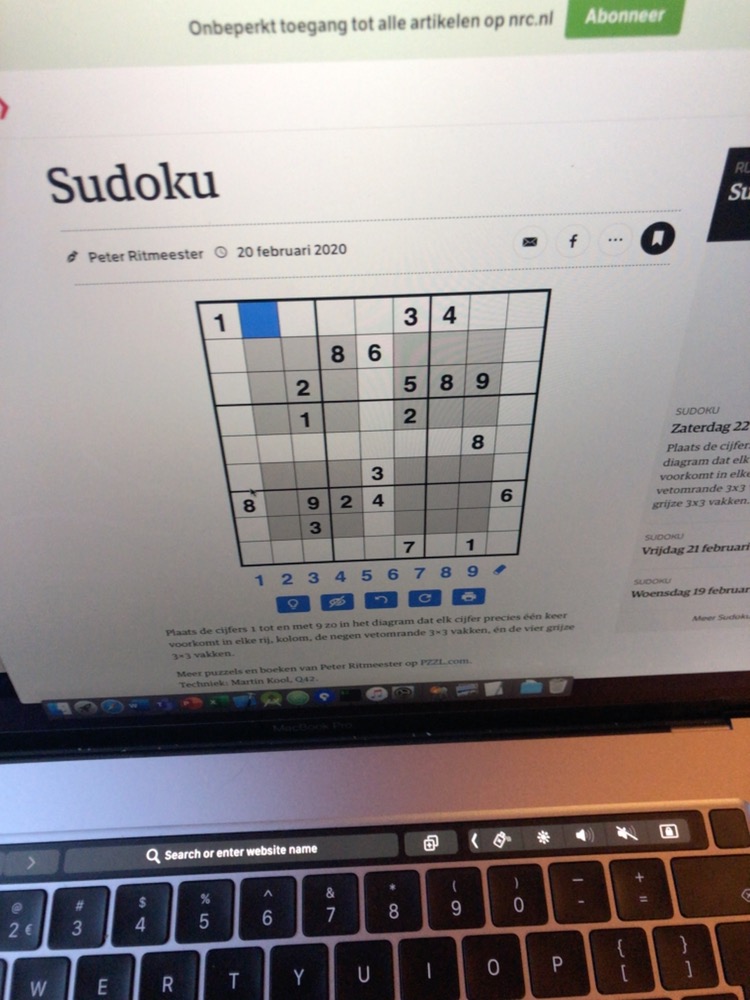 Onbeperkt toegang tot alle artikelen op nrc.nl
Abonneer
Sudoku
Peter Ritmeester
20 februari 2020
f
1 3 4
8 6
2 5 8 9
1 2
8
3
8 9 2 4 6
3
7 1
1 2 3 4 5 6 7 8 9
Plaats de cijfers 1 tot en met 9 zo in het diagram dat elk cijfer precies één keer
voorkomt in elke rij, kolom, de negen vetomrande 3×3 vakken, én de vier grijze
3×3 vakken.
Meer puzzels en boeken van Peter Ritmeester op PZZL.com.
Techniek: Martin Kool, Q42.
SUDOKU
Zaterdag 22
Plaats de cijfer
diagram dat elk
voorkomt in elke
vetomrande 3x3
grijze 3x3 vakken.
SUDOKU
Vrijdag 21 februari
SUDOKU
Woensdag 19 februar
Meer Sudoku
MacBook Pro
Search or enter website name
@ # $ % ^ & * ( ) — +
2 € 3 4 5 6 7 8 9 0 - =
W E R T Y U I O P { [ } ]